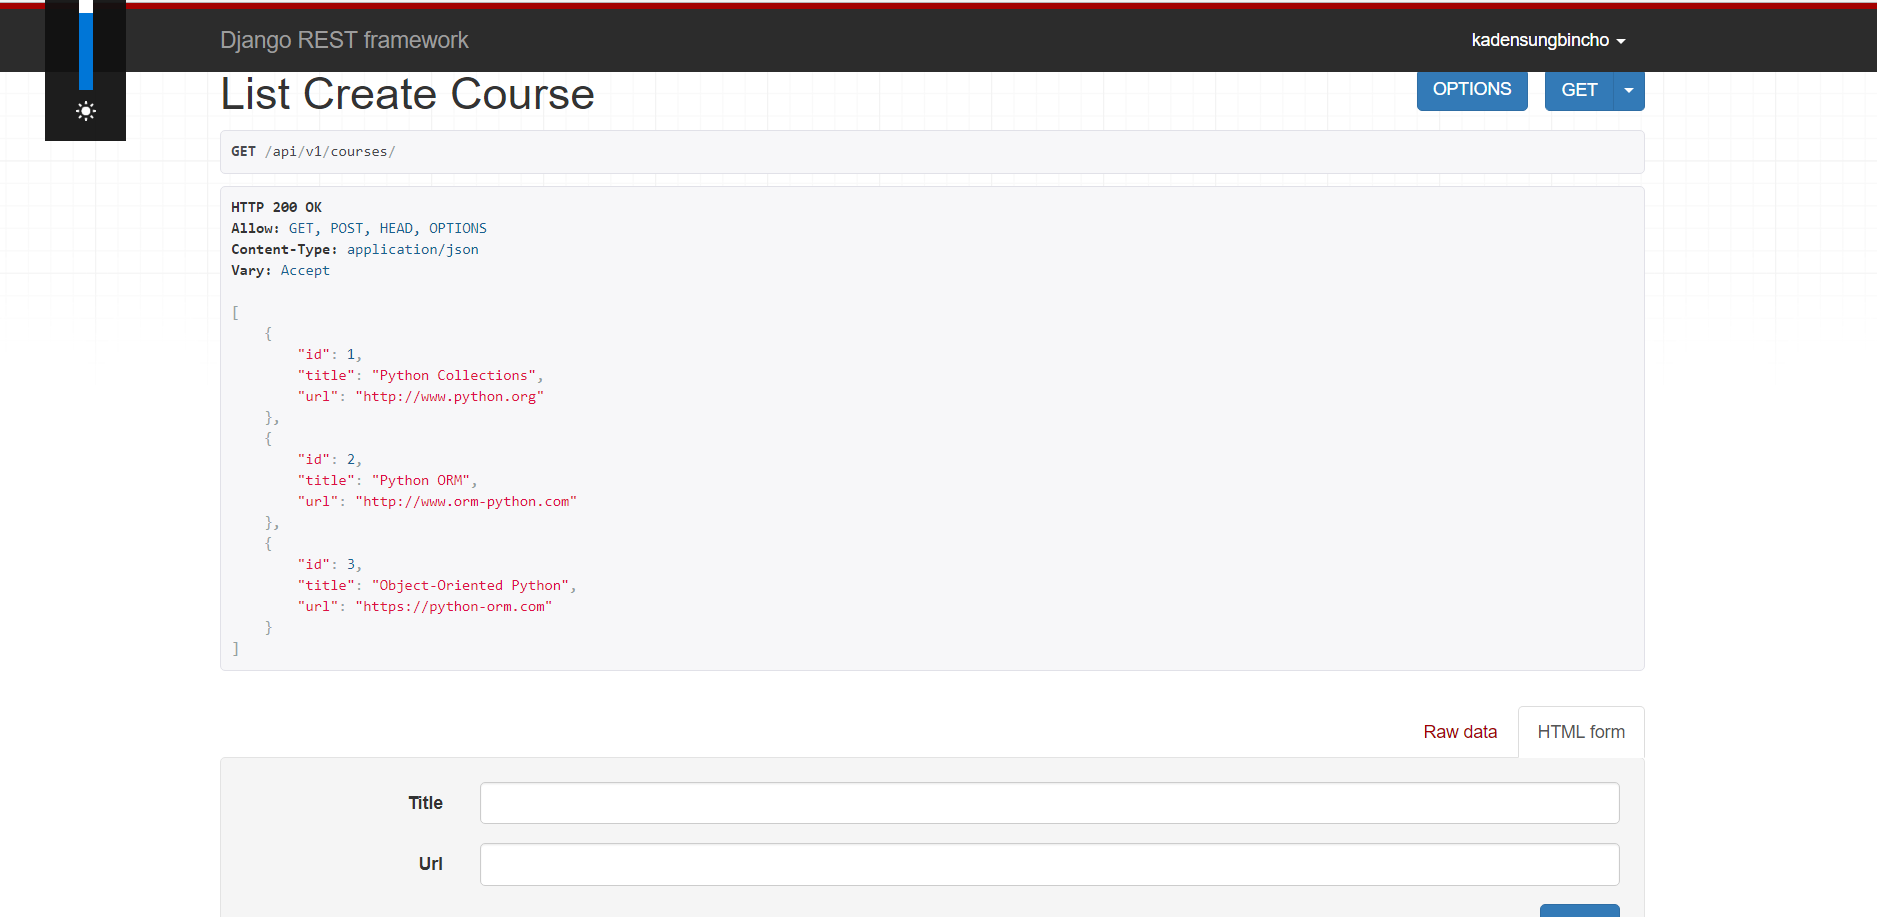 Django REST framework
kadensungbincho
List Create Course
OPTIONS
GET
GET /api/v1/courses/
HTTP 200 OK
Allow: GET, POST, HEAD, OPTIONS
Content-Type: application/json
Vary: Accept
[
    {
        "id": 1,
        "title": "Python Collections",
        "url": "http://www.python.org"
    },
    {
        "id": 2,
        "title": "Python ORM",
        "url": "http://www.orm-python.com"
    },
    {
        "id": 3,
        "title": "Object-Oriented Python",
        "url": "https://python-orm.com"
    }
]
Raw data
HTML form
Title
Url